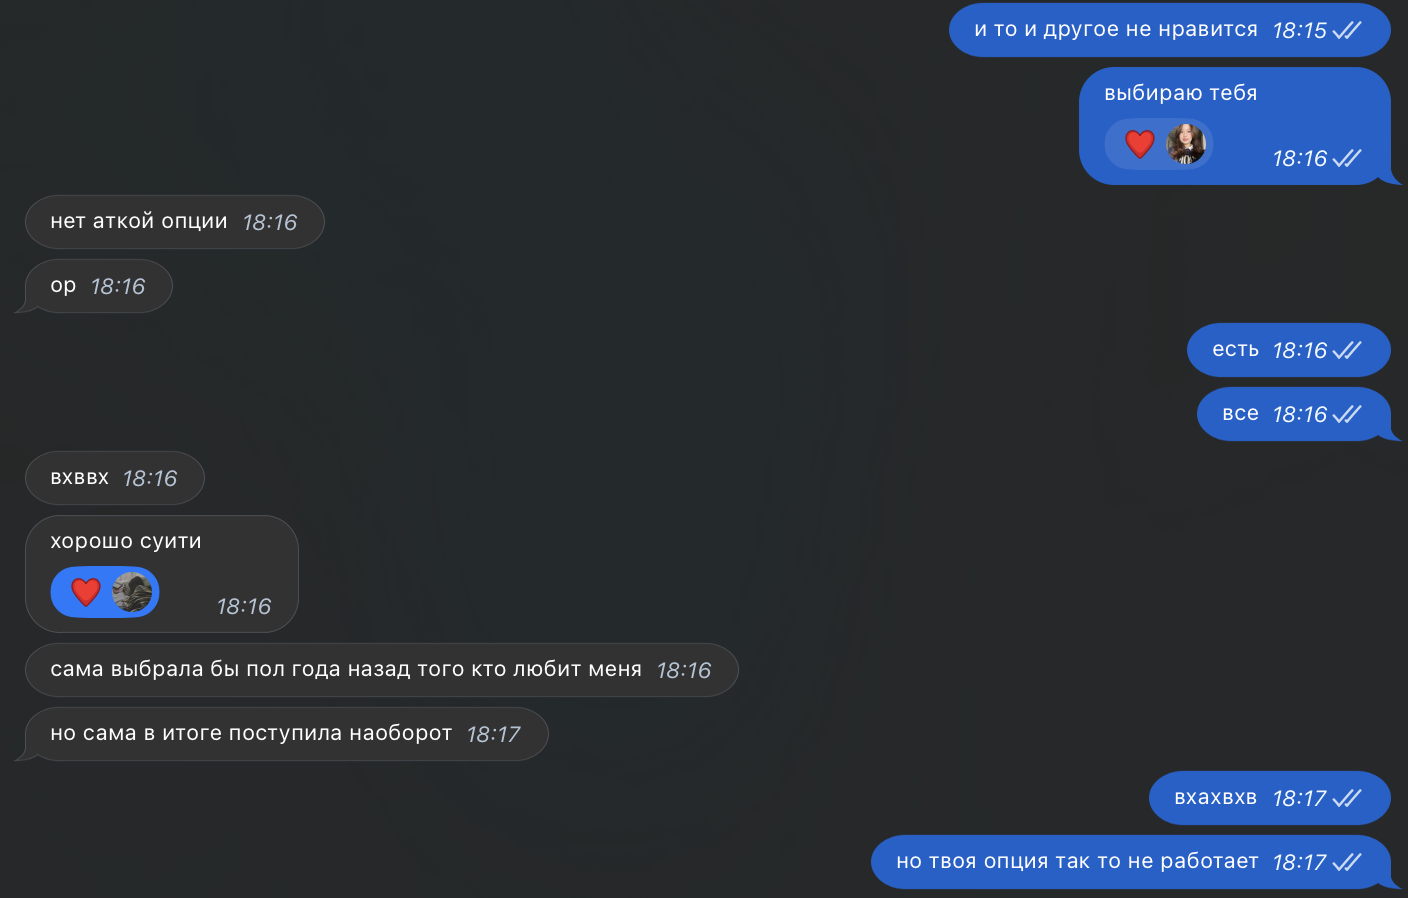 и то и другое не нравится 18:15
выбираю тебя
18:16
нет аткой опции 18:16
ор 18:16
есть 18:16
все 18:16
вхввх 18:16
хорошо суити
18:16
сама выбрала бы пол года назад того кто любит меня 18:16
но сама в итоге поступила наоборот 18:17
вхахвхв 18:17
но твоя опция так то не работает 18:17